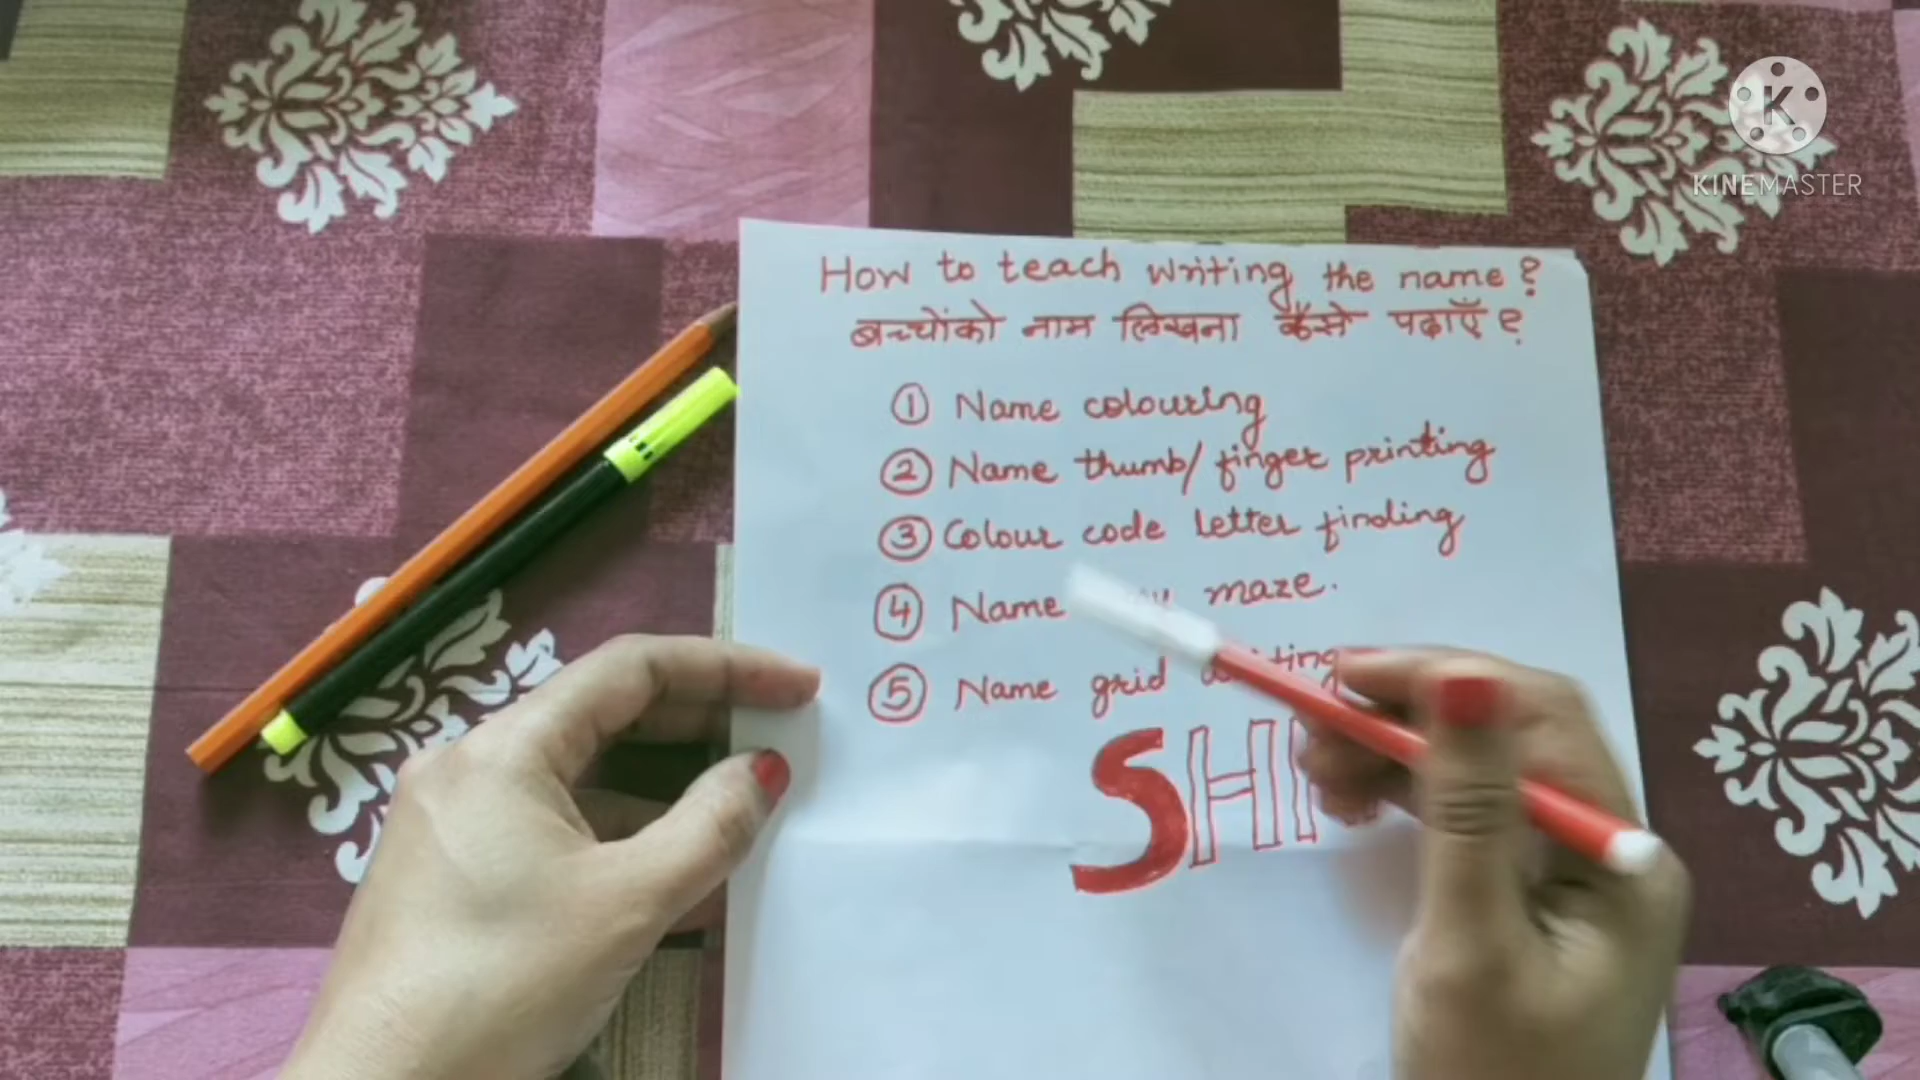 KINEMASTER
How to teach writing the name?
बच्चोंको नाम लिखना कैसे पढाएँ?
① Name colouring
② Name thumb/finger printing
③ Colour code letter finding
④ Name maze.
⑤ Name grid
SH